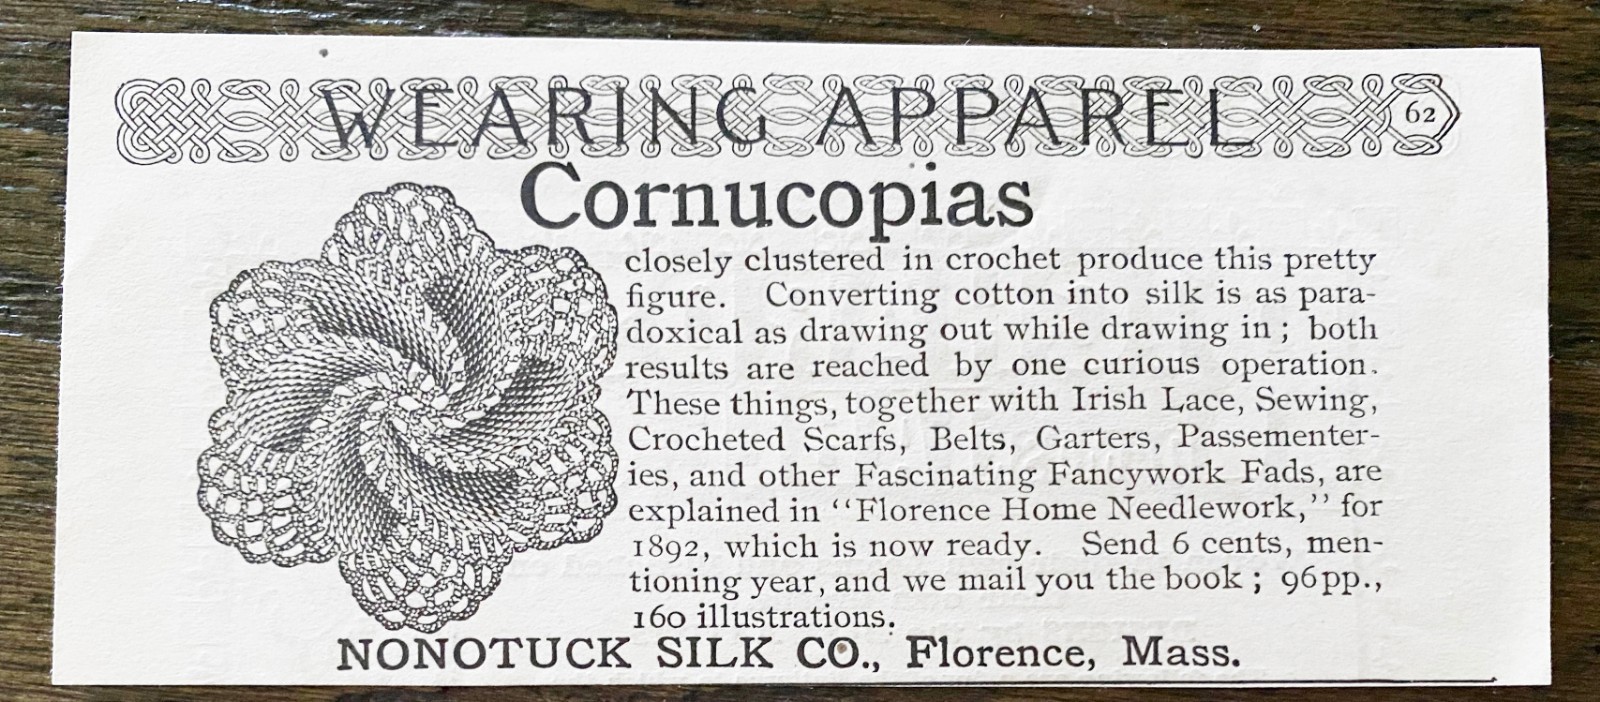 WEARING APPAREL 62
Cornucopias
closely clustered in crochet produce this pretty
figure. Converting cotton into silk is as para-
doxical as drawing out while drawing in ; both
results are reached by one curious operation.
These things, together with Irish Lace, Sewing,
Crocheted Scarfs, Belts, Garters, Passementer-
ies, and other Fascinating Fancywork Fads, are
explained in “Florence Home Needlework,” for
1892, which is now ready. Send 6 cents, men-
tioning year, and we mail you the book ; 96pp.,
160 illustrations.
NONOTUCK SILK CO., Florence, Mass.